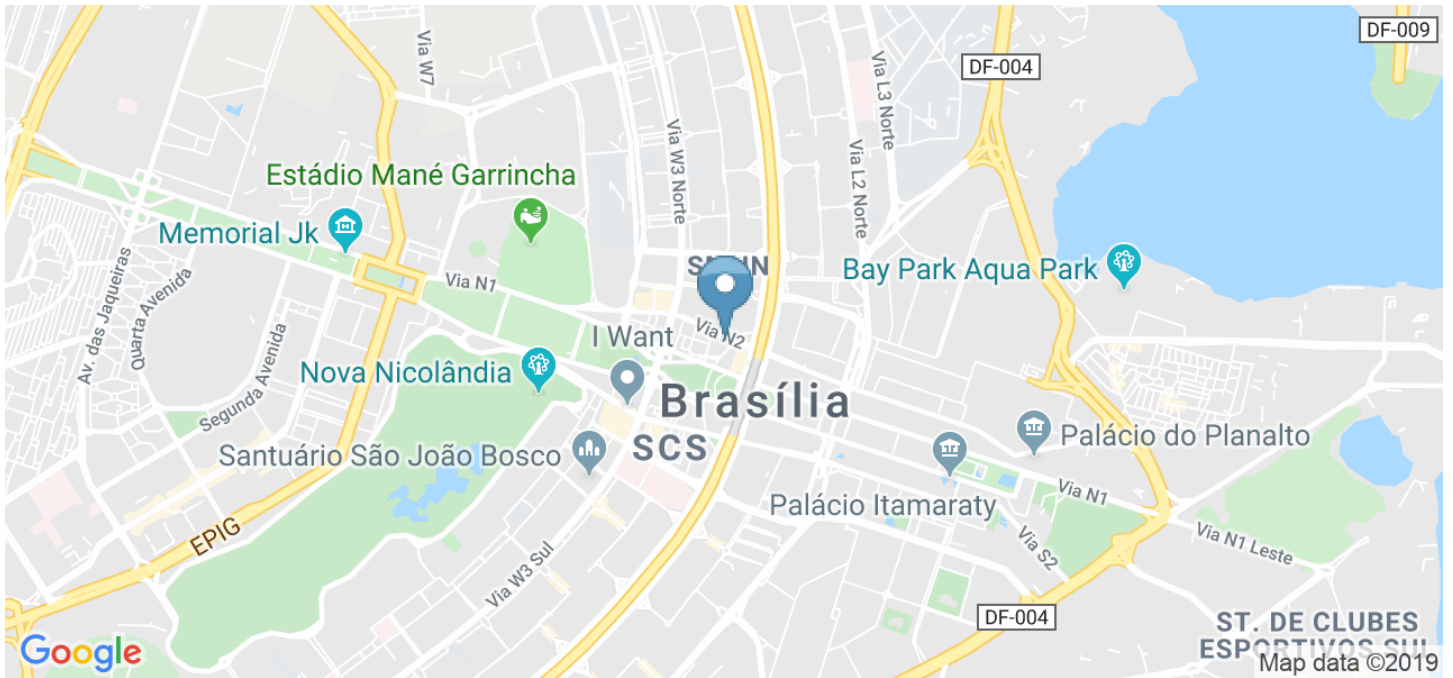 DF-009
Via W7
DF-004
Via L3 Norte
Via W3 Norte
Via L2 Norte
Estádio Mané Garrincha
Memorial Jk
Bay Park Aqua Park
Av. das Jaqueiras
Quarta Avenida
Via N1
Via N2
I Want
Nova Nicolândia
Segunda Avenida
Brasília
SCS
Santuário São João Bosco
Palácio do Planalto
Palácio Itamaraty
Via N1
EPIG
Via W3 Sul
Via S2
Via N1 Leste
DF-004
ST. DE CLUBES
ESPORTIVOS SUL
Google
Map data ©2019